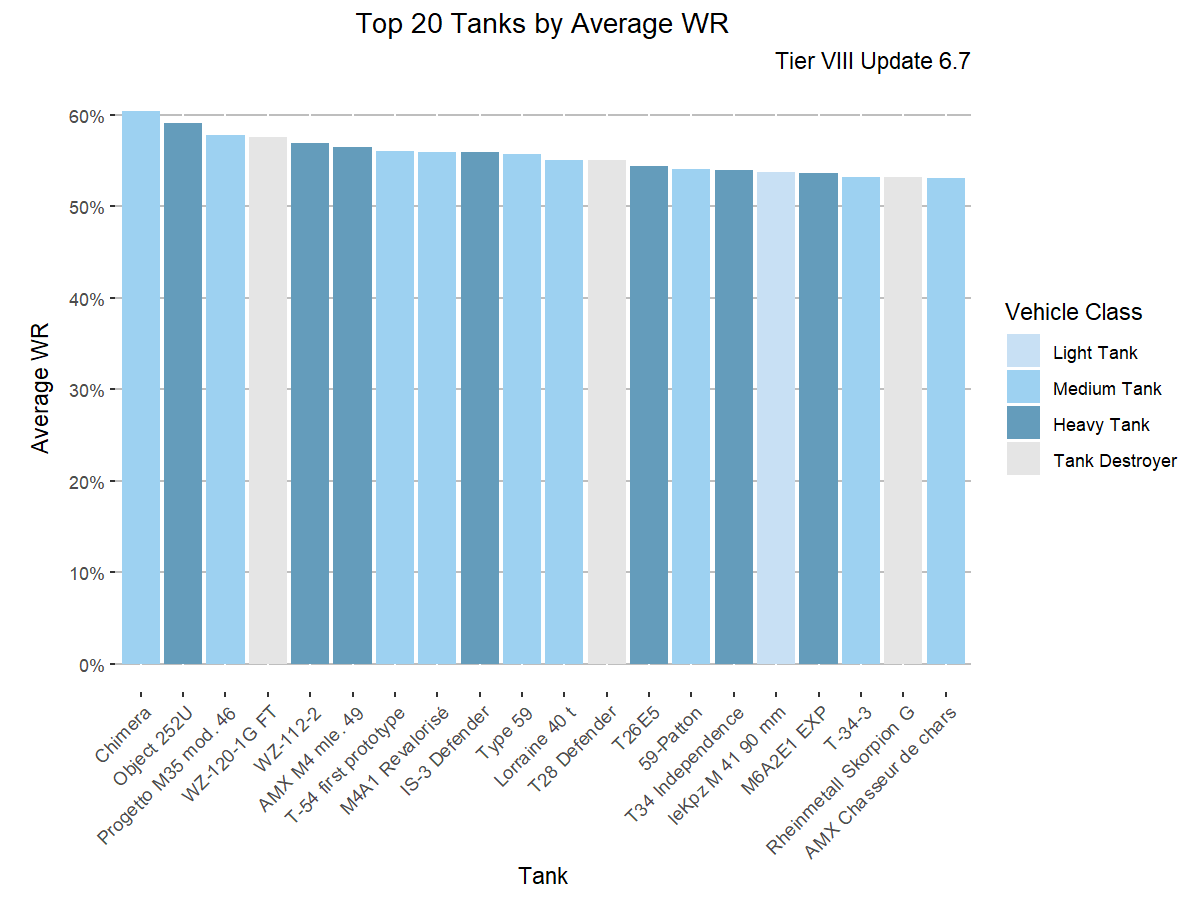 Top 20 Tanks by Average WR
Tier VIII Update 6.7
60%
50%
40%
30%
20%
10%
0%
Average WR
Chimera
Object 252U
Progetto M35 mod. 46
WZ-120-1G FT
WZ-112-2
AMX M4 mle. 49
T-54 first prototype
M4A1 Revalorisé
IS-3 Defender
Type 59
Lorraine 40 t
T28 Defender
T26E5
59-Patton
T34 Independence
leKpz M 41 90 mm
M6A2E1 EXP
T-34-3
Rheinmetall Skorpion G
AMX Chasseur de chars
Tank
Vehicle Class
Light Tank
Medium Tank
Heavy Tank
Tank Destroyer